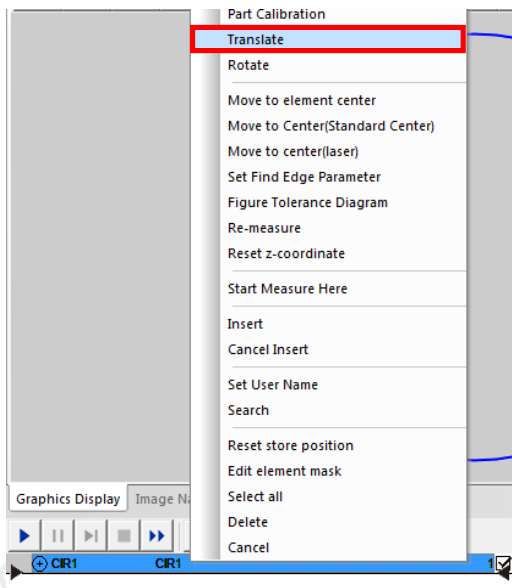 Part Calibration
Translate
Rotate
Move to element center
Move to Center(Standard Center)
Move to center(laser)
Set Find Edge Parameter
Figure Tolerance Diagram
Re-measure
Reset z-coordinate
Start Measure Here
Insert
Cancel Insert
Set User Name
Search
Reset store position
Edit element mask
Select all
Delete
Cancel
Graphics Display Image
CIR1 CIR1 1